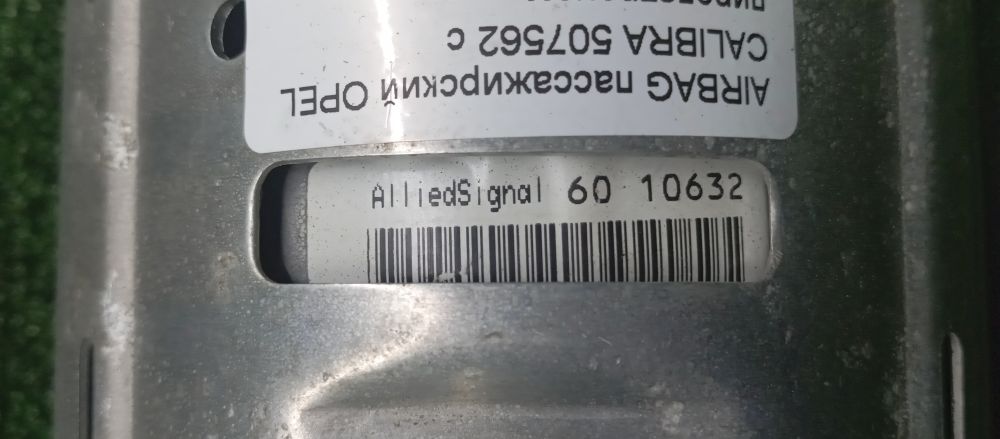 AIRBAG пассажирский OPEL
CALIBRA 507562 с
AlliedSignal 60 10632